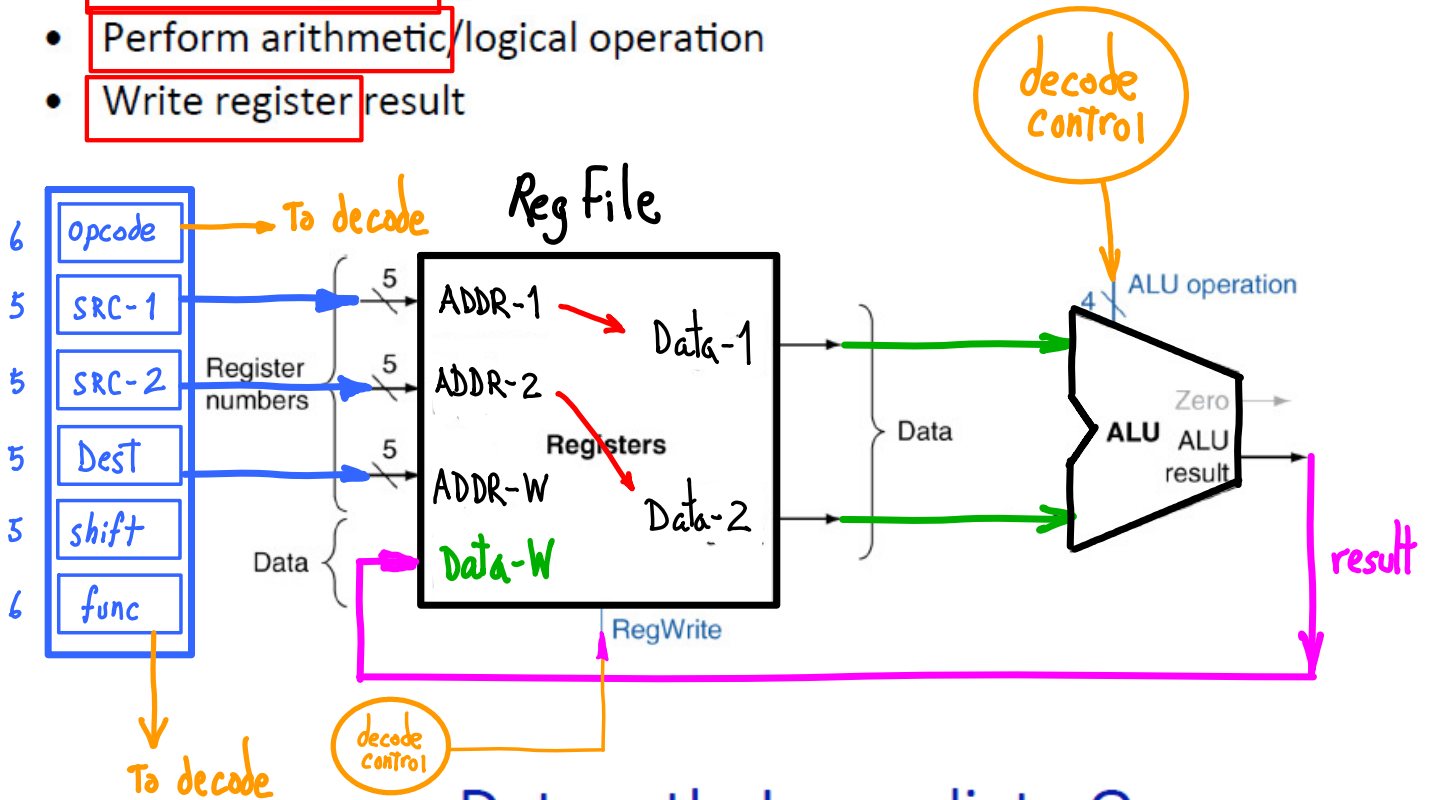 • Perform arithmetic/logical operation
• Write register result
decode
control
Reg File
6 opcode
To decode
5 SRC-1
5 SRC-2
5 Dest
5 shift
6 func
To decode
Register
numbers
Data
5
5
5
ADDR-1
ADDR-2
Registers
ADDR-W
Data-W
Data-1
Data-2
RegWrite
decode
control
Data
4
ALU operation
Zero
ALU
ALU
result
result